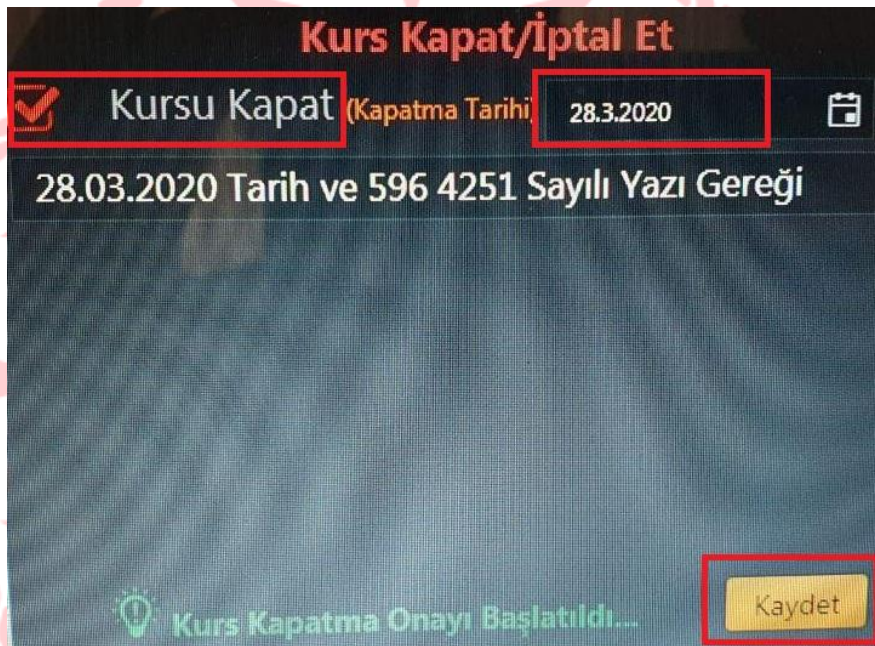 Kurs Kapat/İptal Et
Kursu Kapat (Kapatma Tarihi) 28.3.2020
28.03.2020 Tarih ve 596 4251 Sayılı Yazı Gereği
Kurs Kapatma Onayı Başlatıldı...
Kaydet